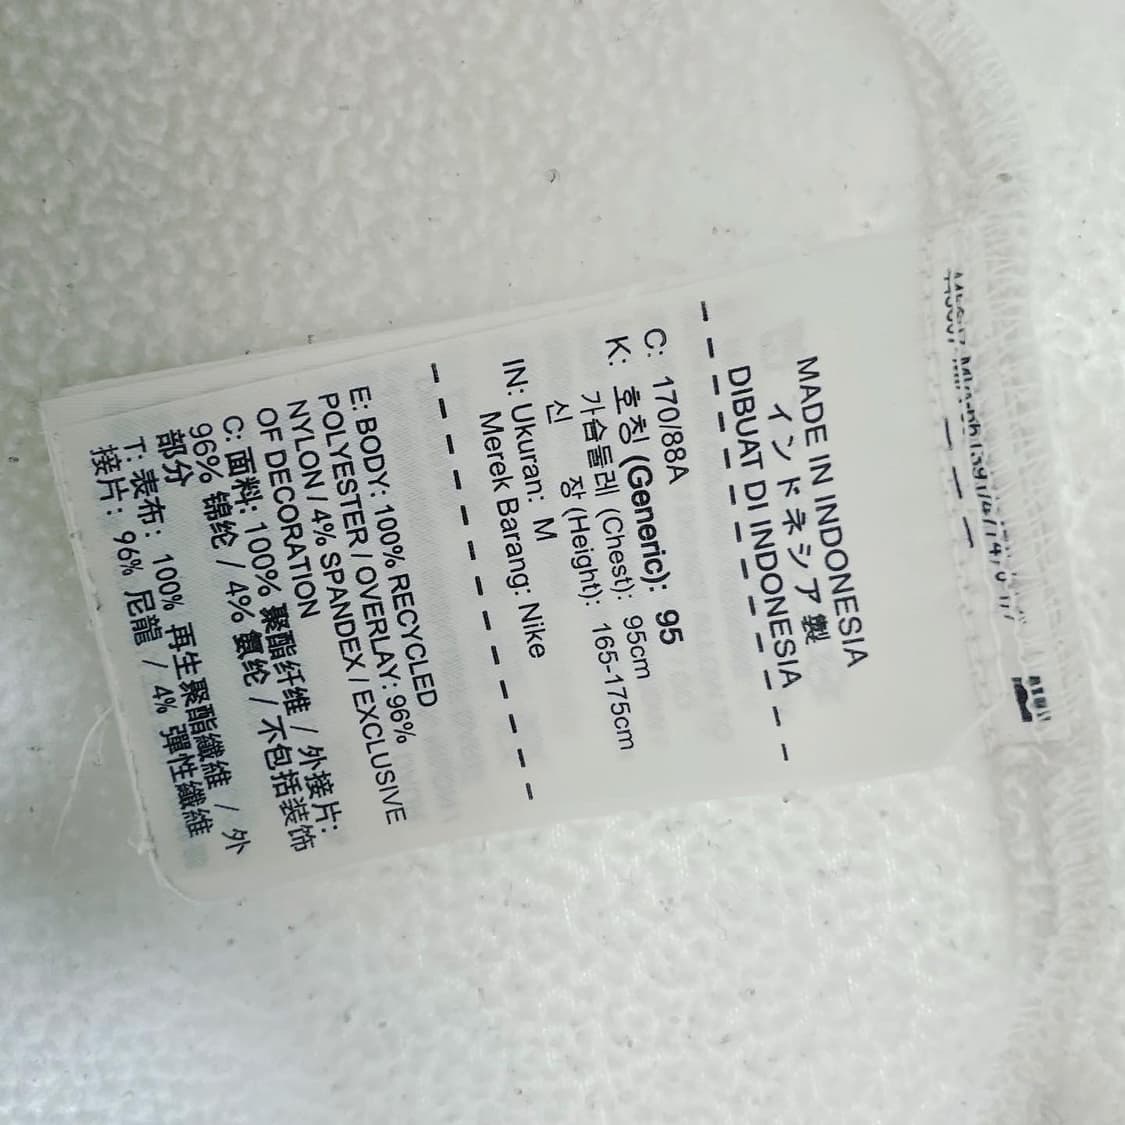 MADE IN INDONESIA
インドネシア製
DIBUAT DI INDONESIA
C: 170/88A
K: 호칭 (Generic): 95
가슴둘레 (Chest): 95cm
신 장 (Height): 165-175cm
IN: Ukuran: M
Merek Barang: Nike
E: BODY: 100% RECYCLED
POLYESTER / OVERLAY: 96%
NYLON / 4% SPANDEX / EXCLUSIVE
OF DECORATION
C: 面料: 100% 聚酯纤维 / 外接片:
96% 锦纶 / 4% 氨纶 / 不包括装饰
部分
T: 表布: 100% 再生聚酯纖維 / 外
接片: 96% 尼龍 / 4% 彈性纖維